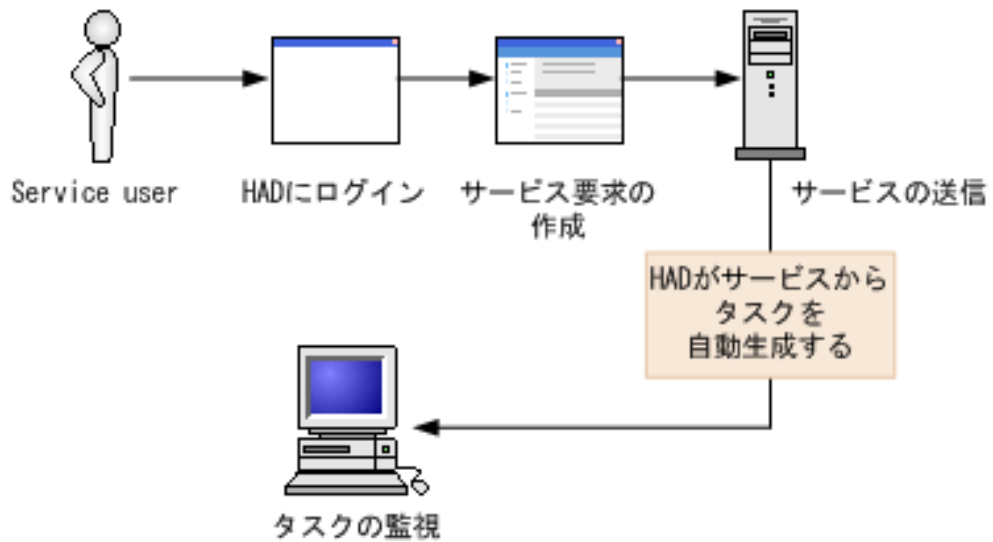 Service user
HADにログイン
サービス要求の
作成
サービスの送信
HADがサービスから
タスクを
自動生成する
タスクの監視